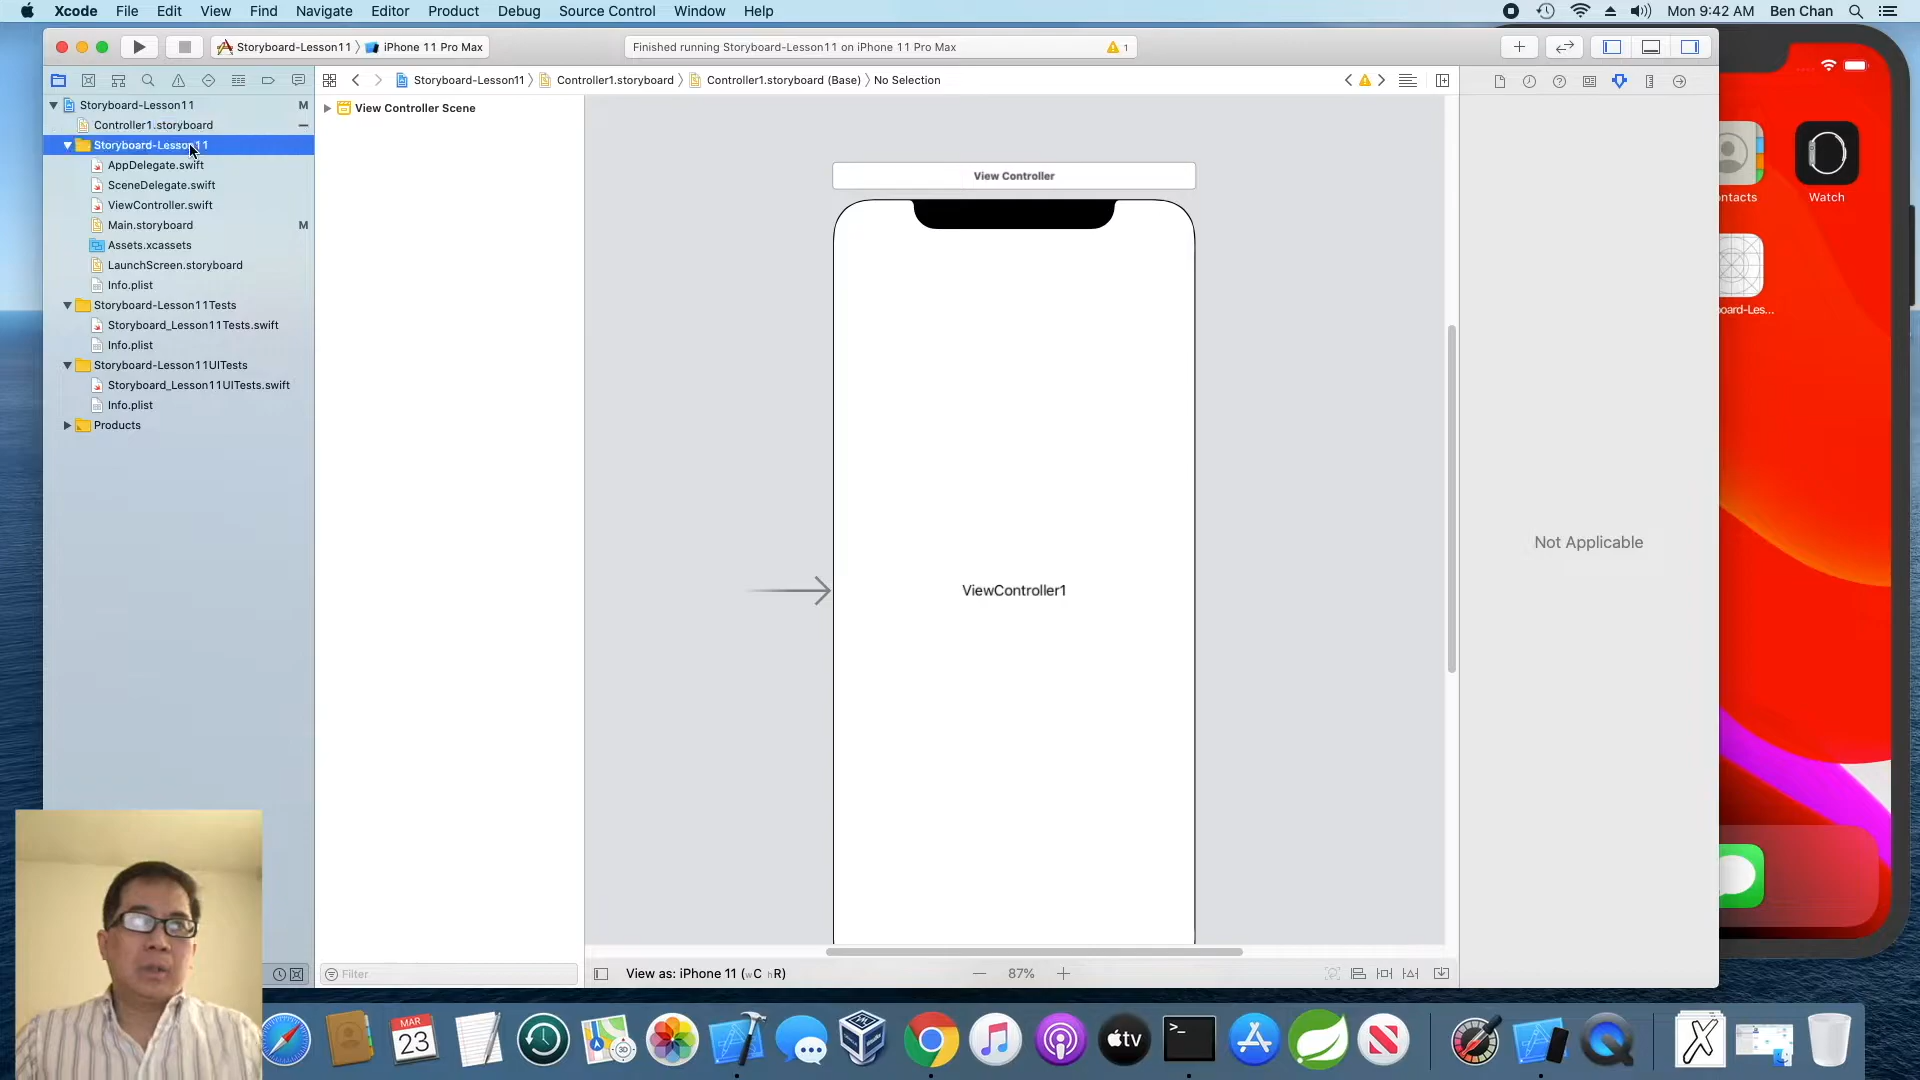 Xcode File Edit View Find Navigate Editor Product Debug Source Control Window Help Mon 9:42 AM Ben Chan
Storyboard-Lesson11 iPhone 11 Pro Max Finished running Storyboard-Lesson11 on iPhone 11 Pro Max 1
Storyboard-Lesson11 Controller1.storyboard Controller1.storyboard (Base) No Selection
Storyboard-Lesson11 M
Controller1.storyboard
Storyboard-Lesson11
AppDelegate.swift
SceneDelegate.swift
ViewController.swift
Main.storyboard M
Assets.xcassets
LaunchScreen.storyboard
Info.plist
Storyboard-Lesson11Tests
Storyboard_Lesson11Tests.swift
Info.plist
Storyboard-Lesson11UITests
Storyboard_Lesson11UITests.swift
Info.plist
Products
View Controller Scene
View Controller
ViewController1
Not Applicable
ntacts Watch
oard-Les...
Filter
View as: iPhone 11 (wC hR) 87%
MAR
23
3D
tv
>_
N
X